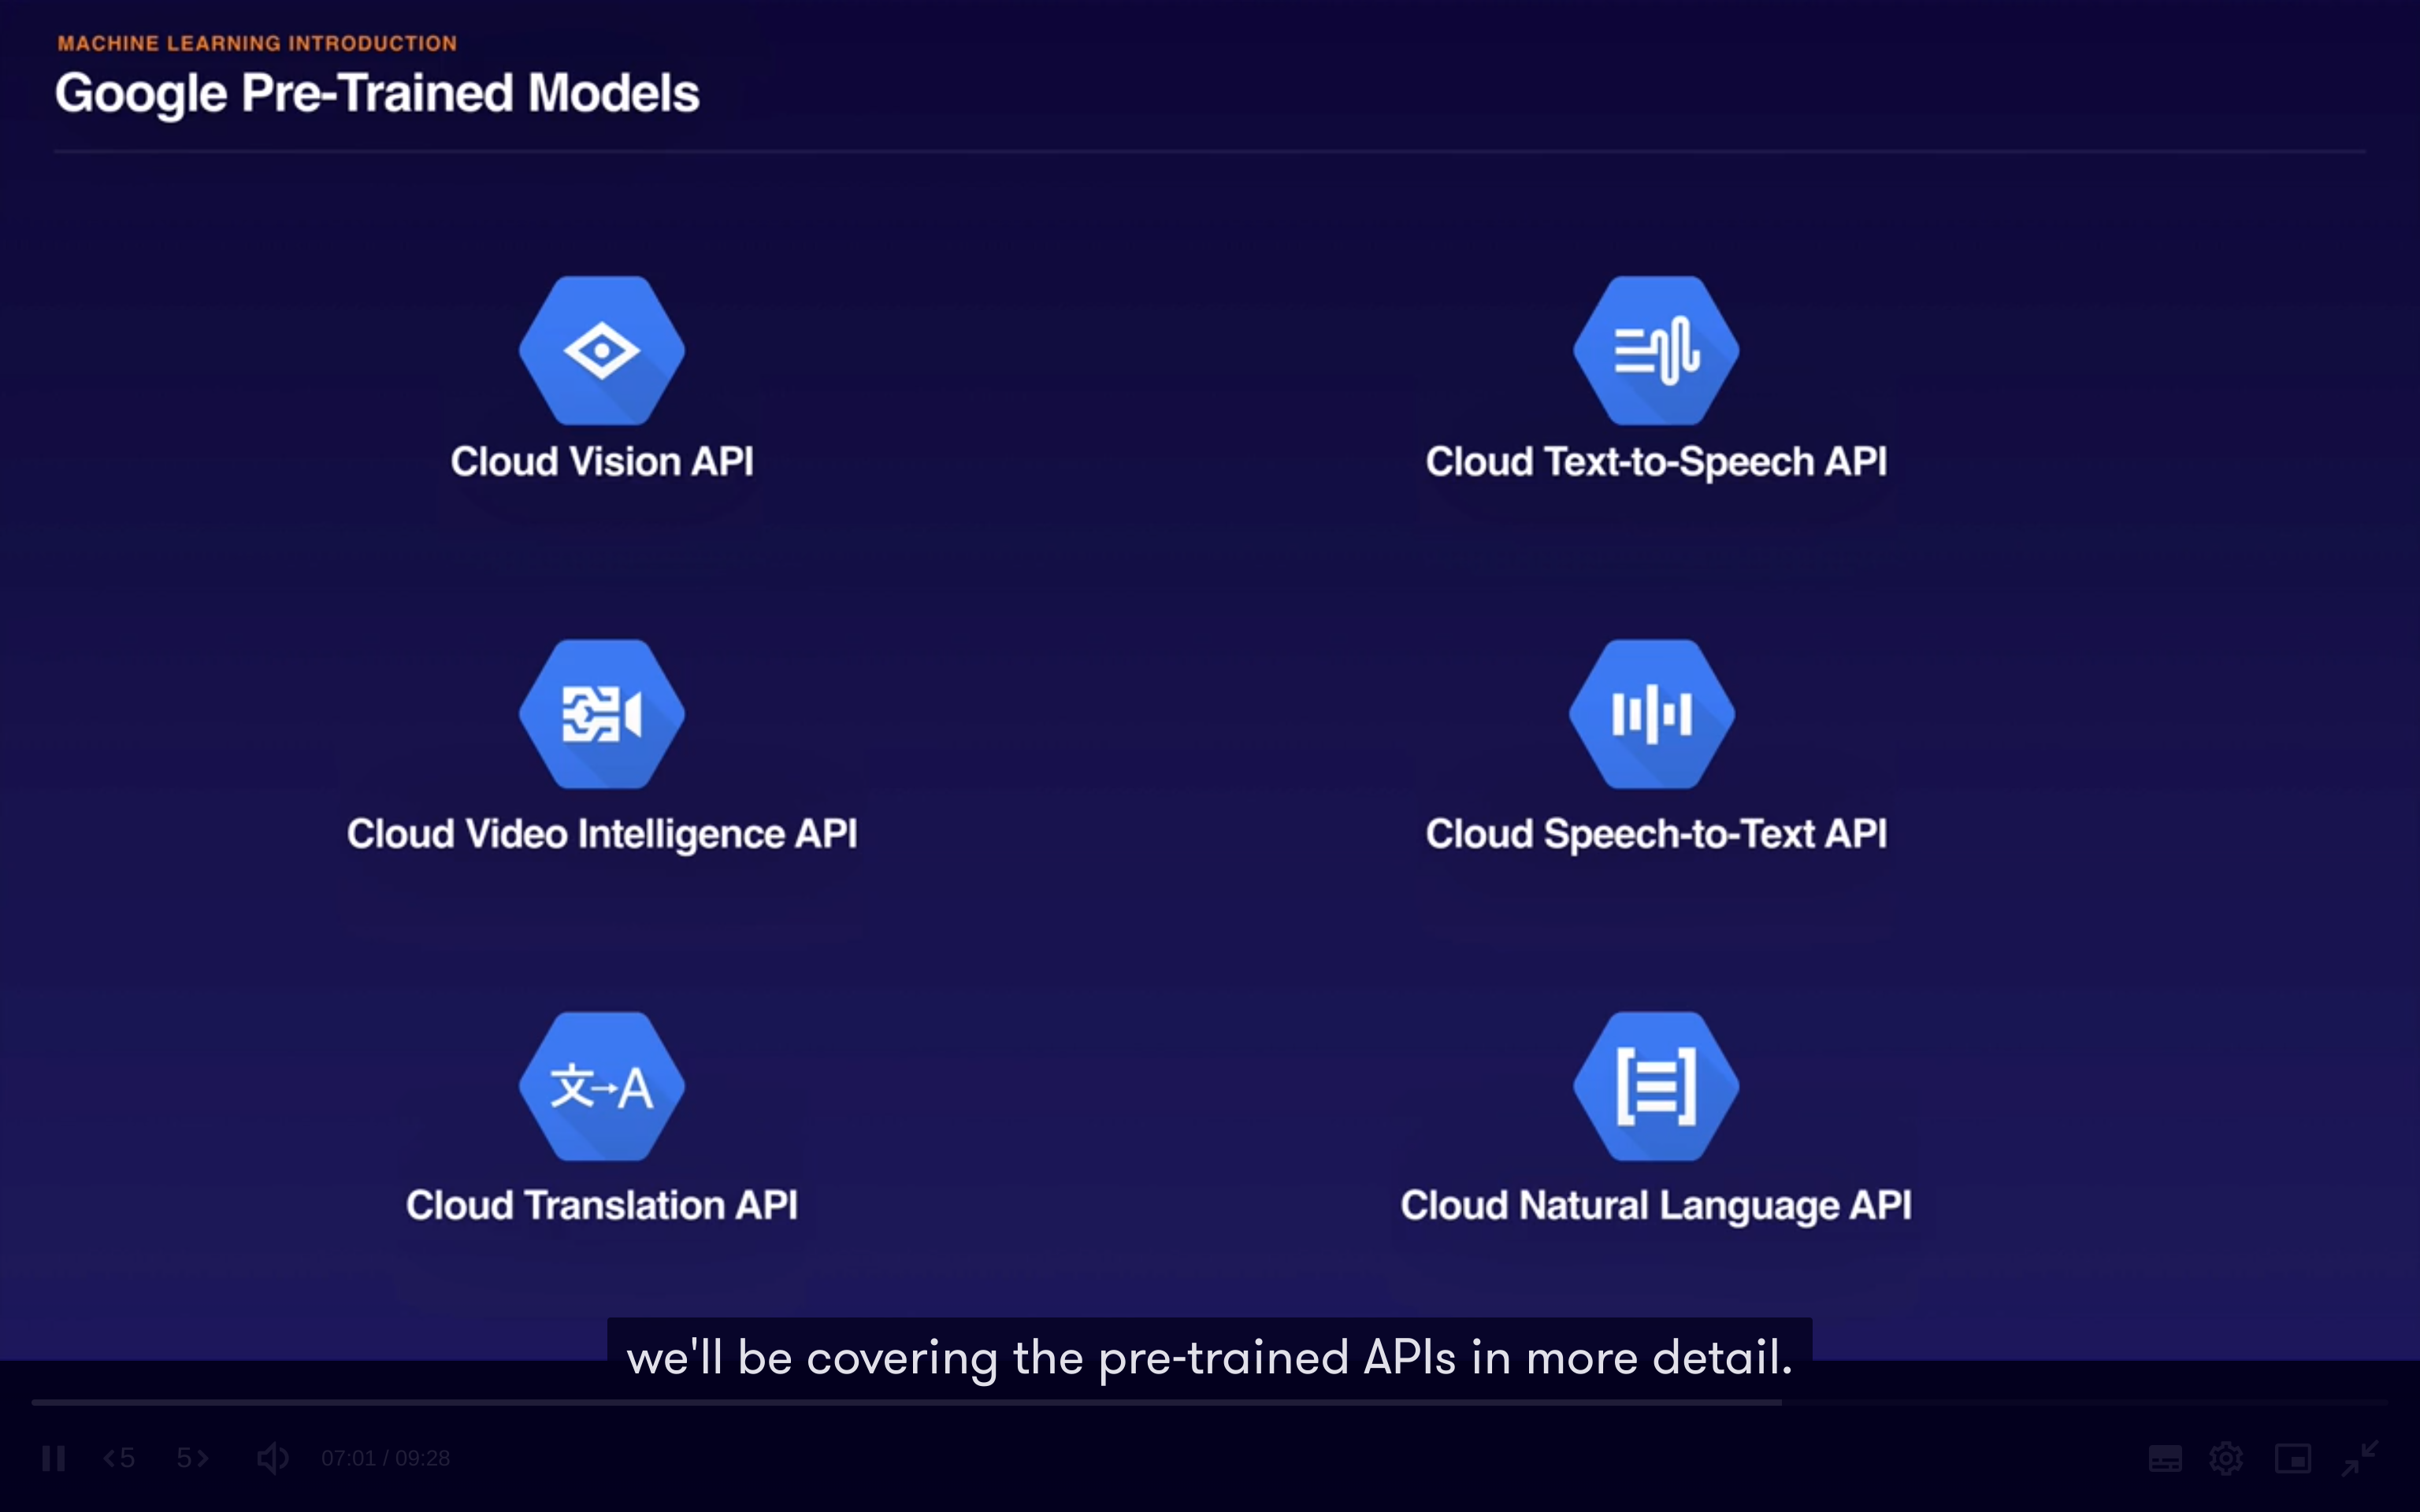 MACHINE LEARNING INTRODUCTION
Google Pre-Trained Models
Cloud Vision API
Cloud Text-to-Speech API
Cloud Video Intelligence API
Cloud Speech-to-Text API
文→A
Cloud Translation API
Cloud Natural Language API
we'll be covering the pre-trained APIs in more detail.
<5 5> 07:01 / 09:28